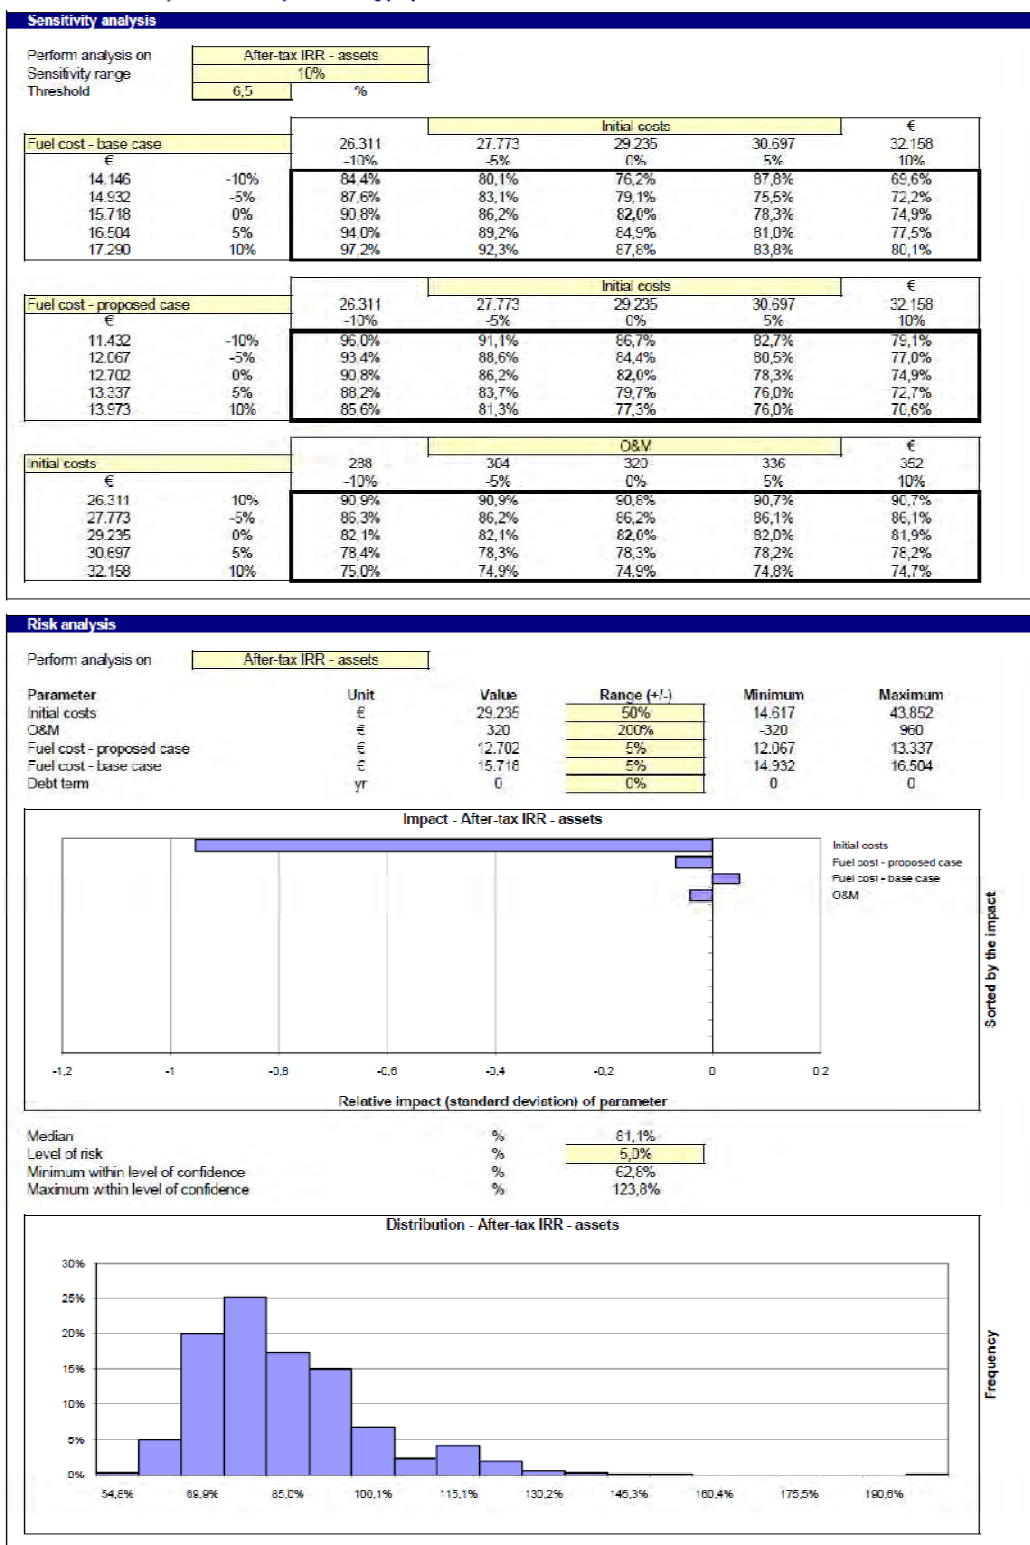 Sensitivity analysis
Perform analysis on After-tax IRR - assets
Sensitivity range 10%
Threshold 6,5 %
Initial costs €
Fuel cost - base case 26.311 27.773 29.235 30.697 32.158
€ -10% -5% 0% 5% 10%
14.146 -10% 84,4% 80,1% 76,2% 87,8% 69,6%
14.932 -5% 87,6% 83,1% 79,1% 75,5% 72,2%
15.718 0% 90,8% 86,2% 82,0% 78,3% 74,9%
16.504 5% 94,0% 89,2% 84,9% 81,0% 77,5%
17.290 10% 97,2% 92,3% 87,8% 83,8% 80,1%
Initial costs €
Fuel cost - proposed case 26.311 27.773 29.235 30.697 32.158
€ -10% -5% 0% 5% 10%
11.432 -10% 96,0% 91,1% 86,7% 82,7% 79,1%
12.067 -5% 93,4% 88,6% 84,4% 80,5% 77,0%
12.702 0% 90,8% 86,2% 82,0% 78,3% 74,9%
13.337 5% 88,2% 83,7% 79,7% 76,0% 72,7%
13.973 10% 85,6% 81,3% 77,3% 76,0% 70,6%
O&M €
Initial costs 288 304 320 336 352
€ -10% -5% 0% 5% 10%
26.311 -10% 90,9% 90,9% 90,8% 90,7% 90,7%
27.773 -5% 86,3% 86,2% 86,2% 86,1% 86,1%
29.235 0% 82,1% 82,1% 82,0% 82,0% 81,9%
30.697 5% 78,4% 78,3% 78,3% 78,2% 78,2%
32.158 10% 75,0% 74,9% 74,9% 74,8% 74,7%
Risk analysis
Perform analysis on After-tax IRR - assets
Parameter Unit Value Range (+/-) Minimum Maximum
Initial costs € 29.235 50% 14.617 43.852
O&M € 320 200% -320 960
Fuel cost - proposed case € 12.702 5% 12.067 13.337
Fuel cost - base case € 15.718 5% 14.932 16.504
Debt term yr 0 0% 0 0
Impact - After-tax IRR - assets
Initial costs
Fuel cost - proposed case
Fuel cost - base case
O&M
Sorted by the impact
-1,2 -1 -0,8 -0,6 -0,4 -0,2 0 0,2
Relative impact (standard deviation) of parameter
Median % 81,1%
Level of risk % 5,0%
Minimum within level of confidence % 62,8%
Maximum within level of confidence % 123,8%
Distribution - After-tax IRR - assets
30%
25%
20%
15%
10%
5%
0%
54,8% 69,9% 85,0% 100,1% 115,1% 130,2% 145,3% 160,4% 175,5% 190,6%
Frequency